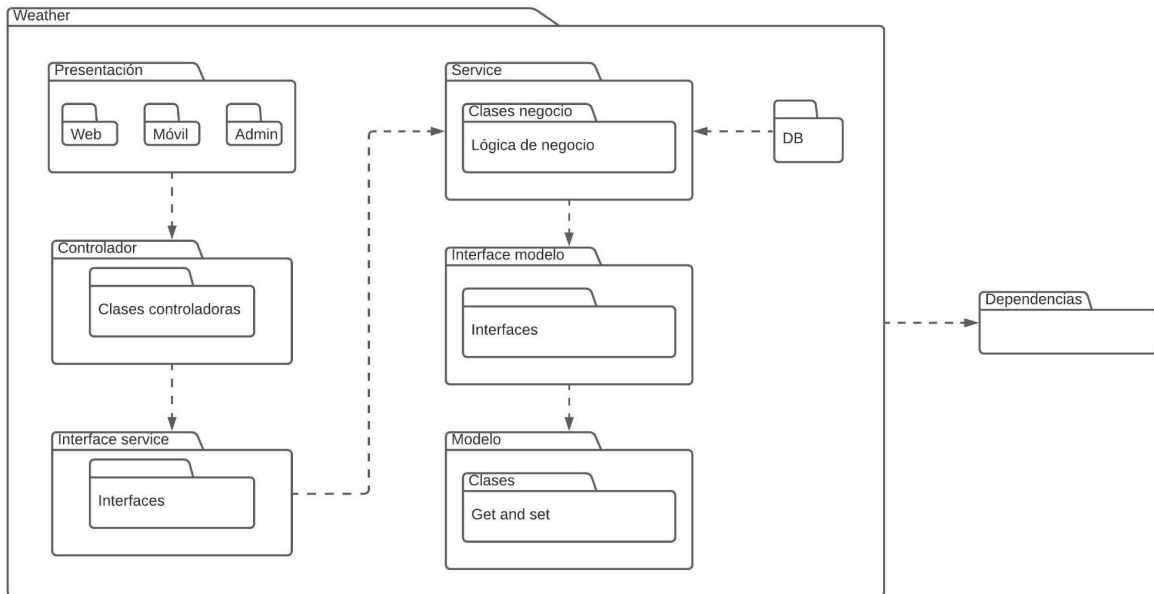 Weather
Presentación
Web
Móvil
Admin
Controlador
Clases controladoras
Interface service
Interfaces
Service
Clases negocio
Lógica de negocio
DB
Interface modelo
Interfaces
Modelo
Clases
Get and set
Dependencias